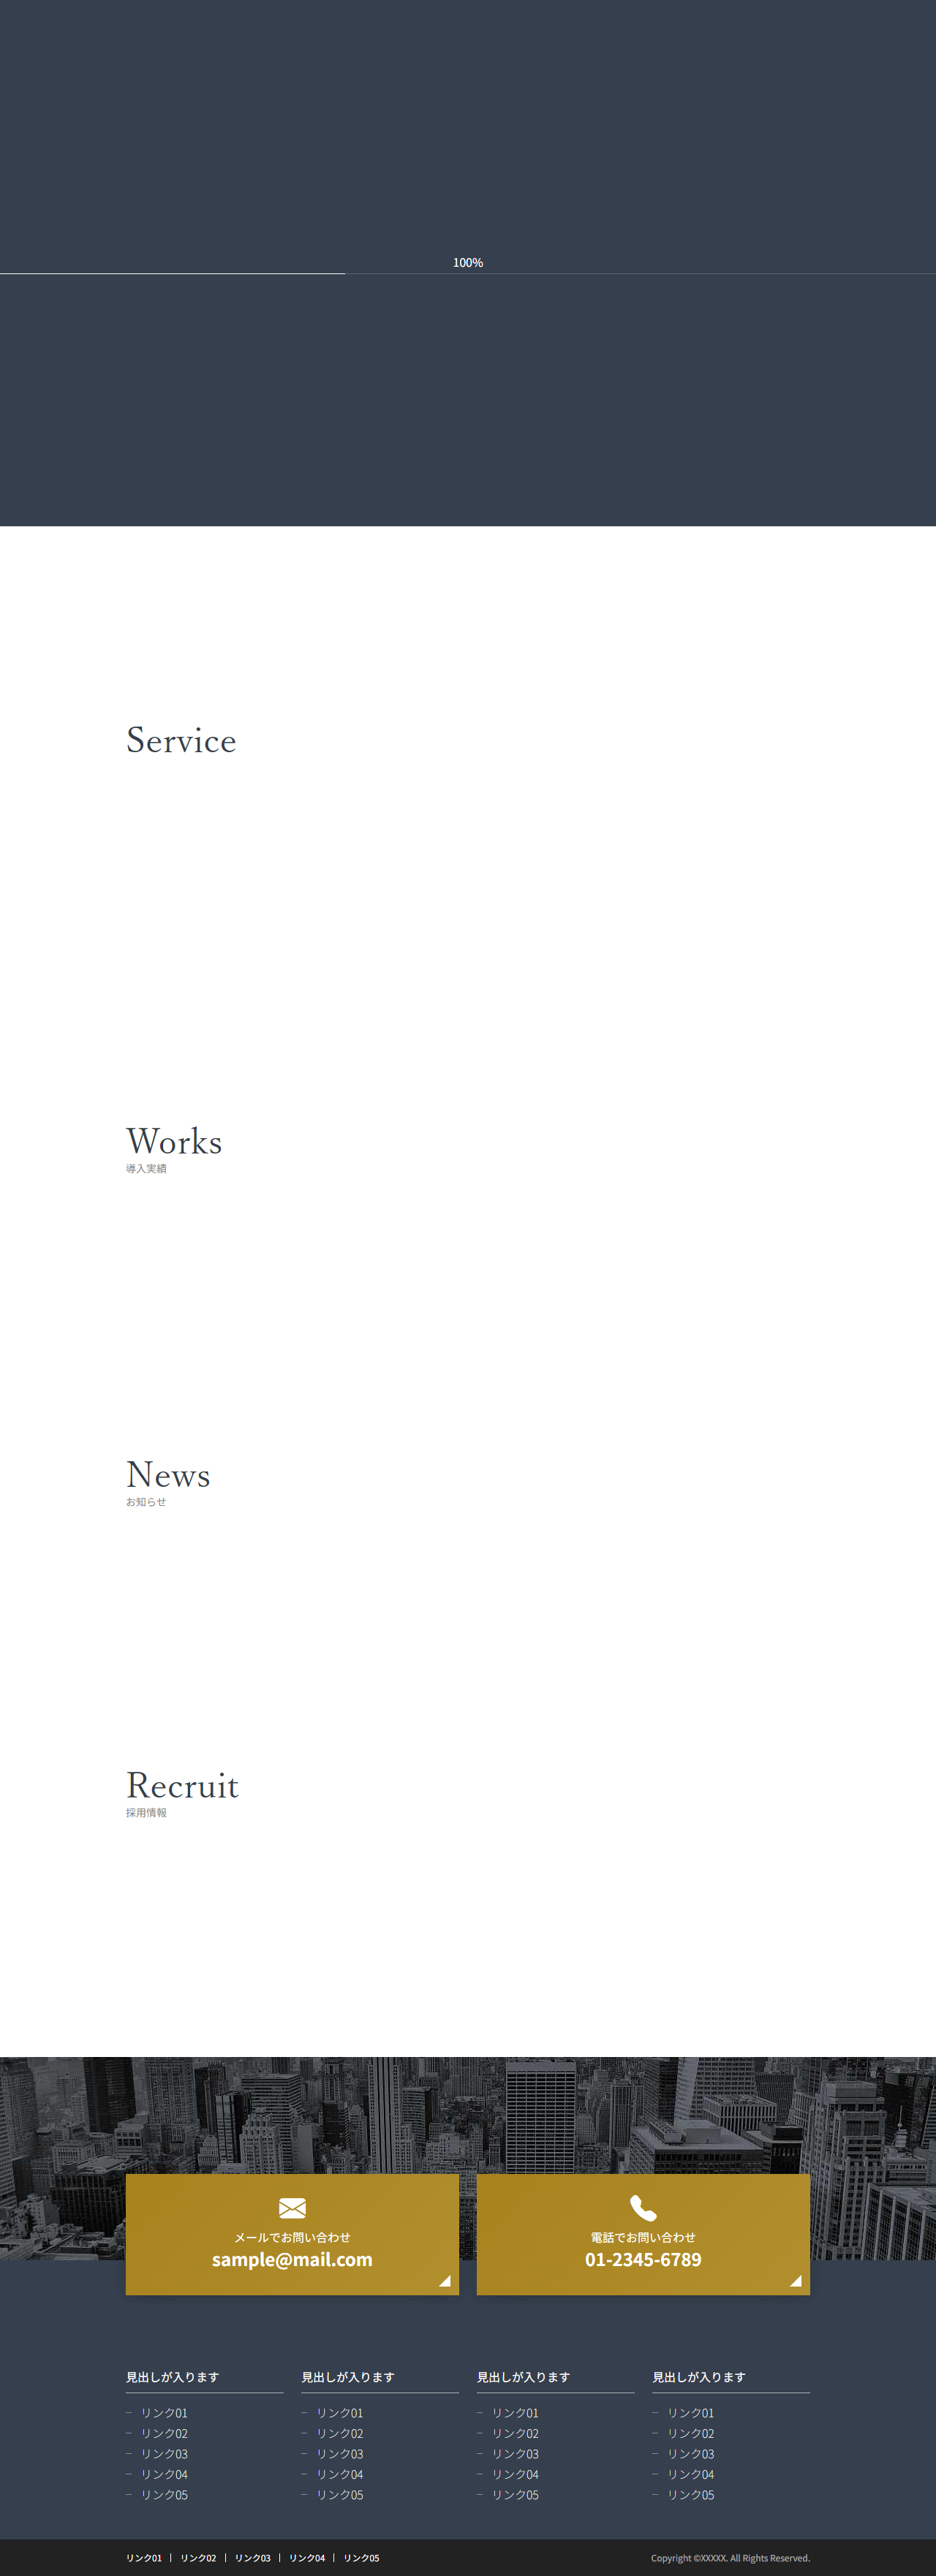 100%
Service
Works
導入実績
News
お知らせ
Recruit
採用情報
メールでお問い合わせ
sample@mail.com
電話でお問い合わせ
01-2345-6789
見出しが入ります
リンク01
リンク02
リンク03
リンク04
リンク05
見出しが入ります
リンク01
リンク02
リンク03
リンク04
リンク05
見出しが入ります
リンク01
リンク02
リンク03
リンク04
リンク05
見出しが入ります
リンク01
リンク02
リンク03
リンク04
リンク05
リンク01 | リンク02 | リンク03 | リンク04 | リンク05
Copyright ©XXXXX. All Rights Reserved.